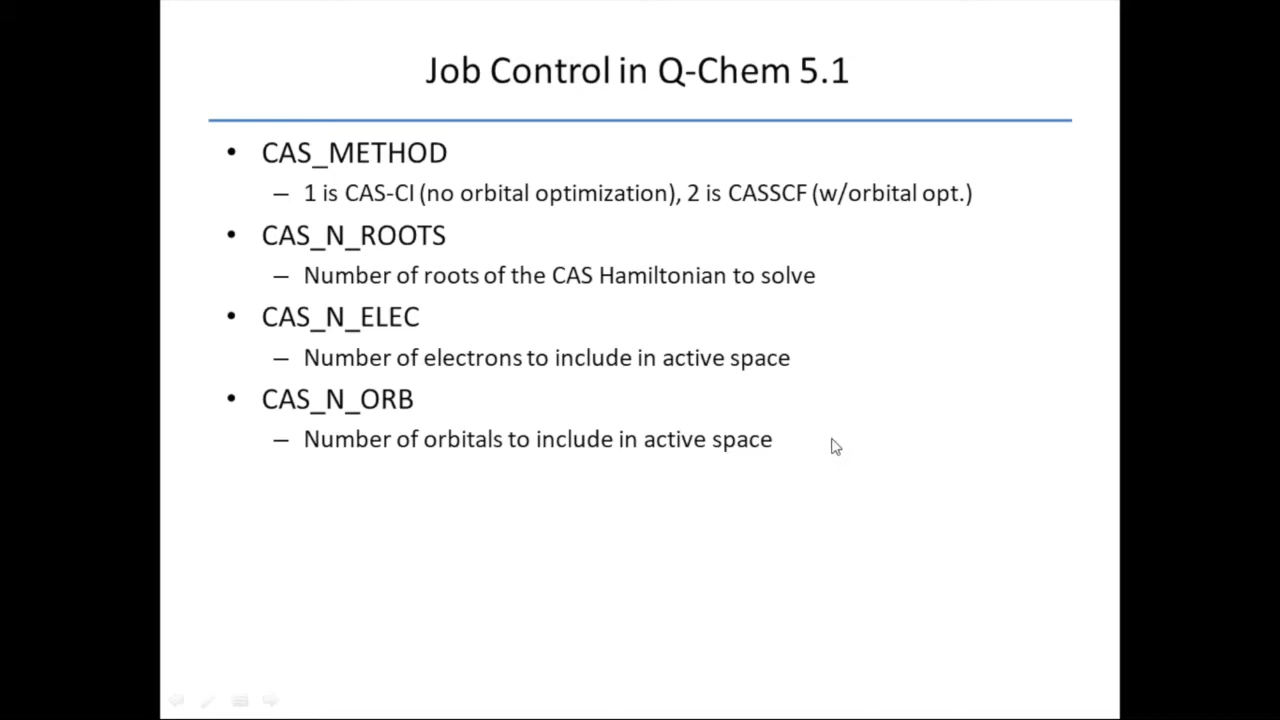 Job Control in Q-Chem 5.1
• CAS_METHOD
– 1 is CAS-CI (no orbital optimization), 2 is CASSCF (w/orbital opt.)
• CAS_N_ROOTS
– Number of roots of the CAS Hamiltonian to solve
• CAS_N_ELEC
– Number of electrons to include in active space
• CAS_N_ORB
– Number of orbitals to include in active space